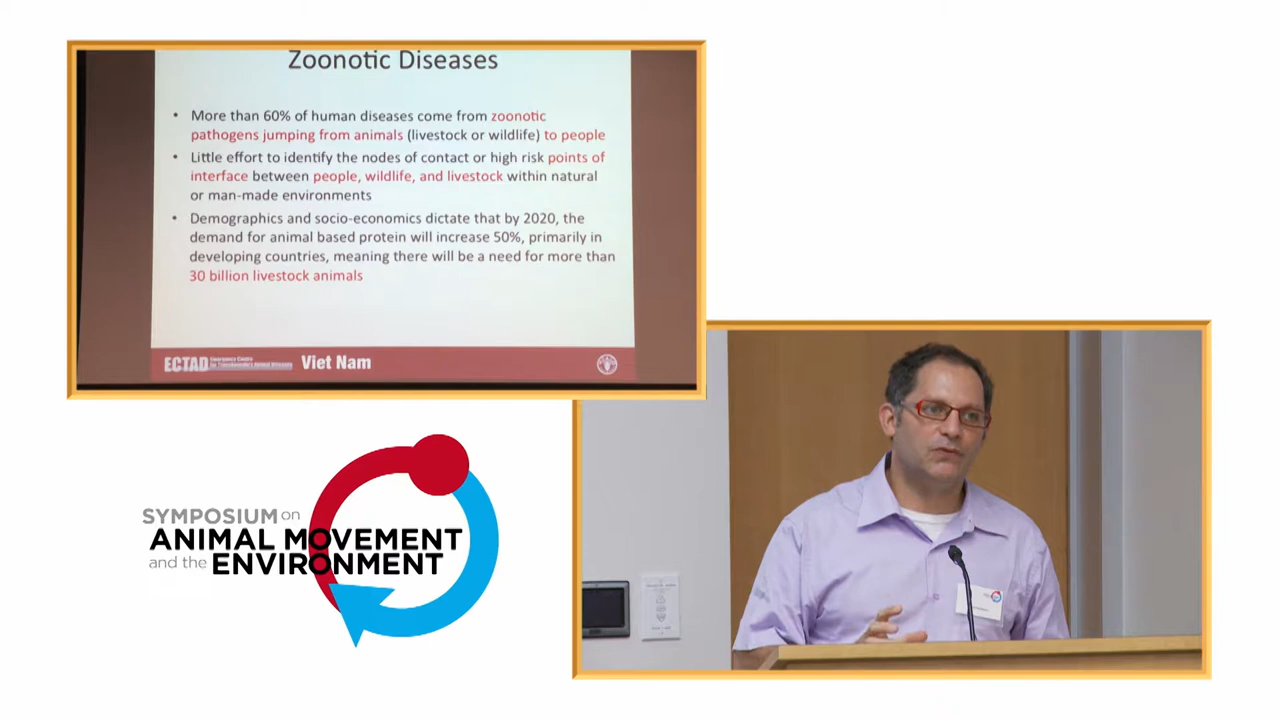 Zoonotic Diseases
• More than 60% of human diseases come from zoonotic
pathogens jumping from animals (livestock or wildlife) to people
• Little effort to identify the nodes of contact or high risk points of
interface between people, wildlife, and livestock within natural
or man-made environments
• Demographics and socio-economics dictate that by 2020, the
demand for animal based protein will increase 50%, primarily in
developing countries, meaning there will be a need for more than
30 billion livestock animals
ECTAD Emergency Centre
for Transboundary Animal Diseases
Viet Nam
SYMPOSIUM on
ANIMAL MOVEMENT
and the ENVIRONMENT